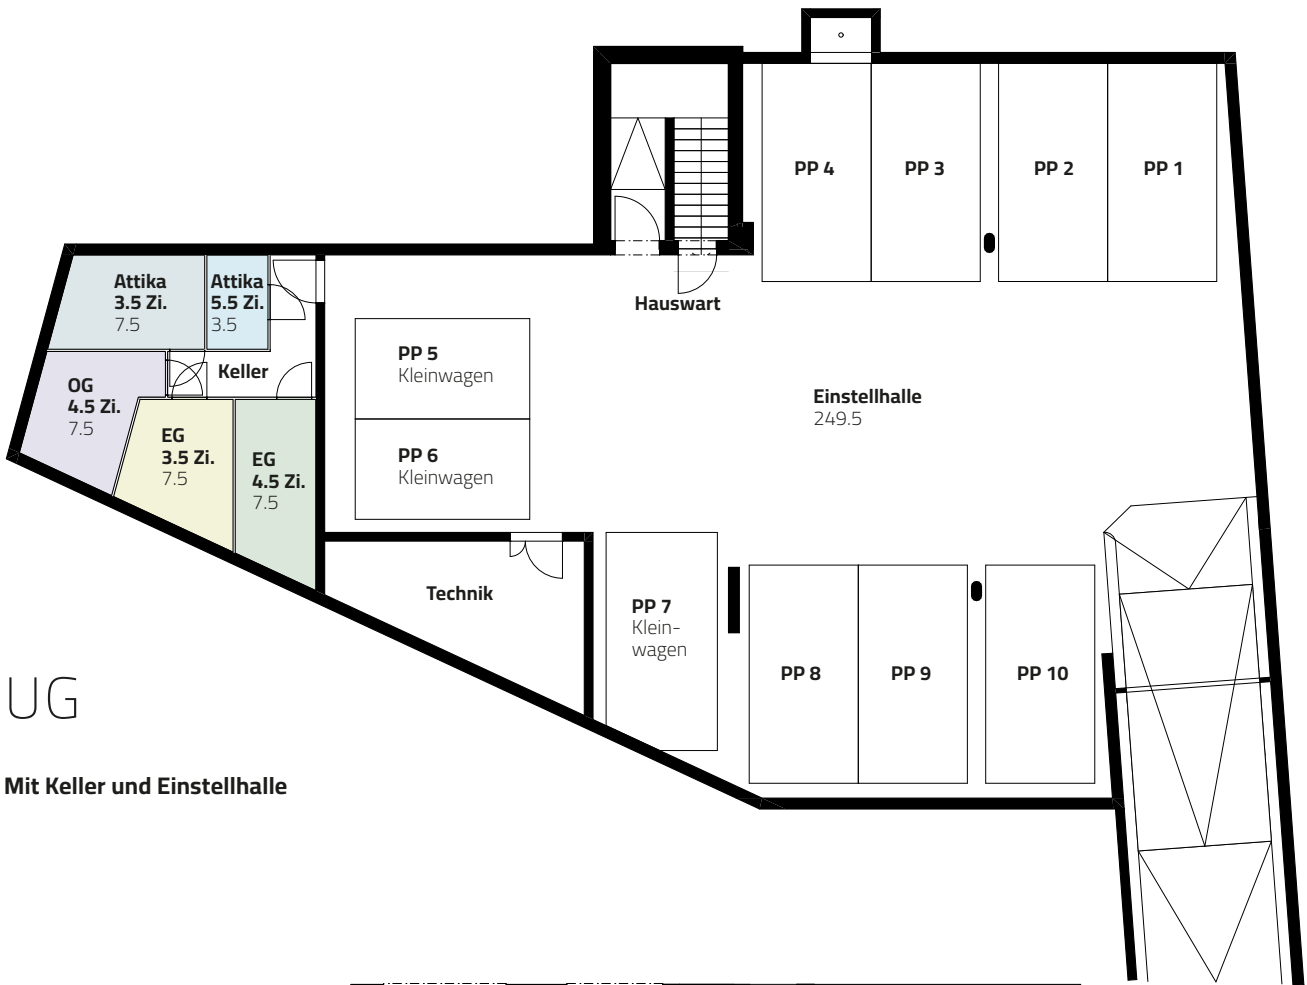 PP 4
PP 3
PP 2
PP 1
Attika
3.5 Zi.
7.5
Attika
5.5 Zi.
3.5
Hauswart
Keller
PP 5
Kleinwagen
OG
4.5 Zi.
7.5
Einstellhalle
249.5
EG
3.5 Zi.
7.5
EG
4.5 Zi.
7.5
PP 6
Kleinwagen
Technik
PP 7
Klein-
wagen
PP 8
PP 9
PP 10
UG
Mit Keller und Einstellhalle